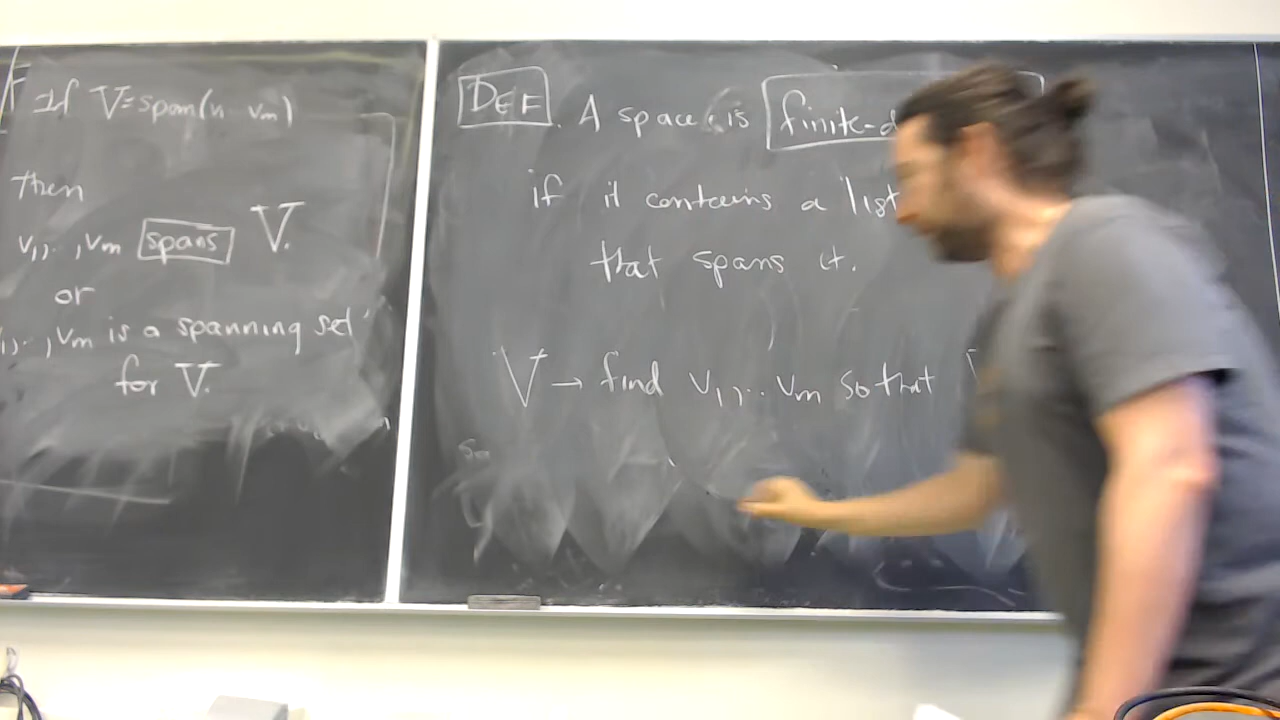 If V=span(v vm)
then
v1,..,vm spans V.
or
v1,..,vm is a spanning set
for V.
DEF. A space is finite-d
if it contains a list
that spans it.
V → find v1,..vm so that